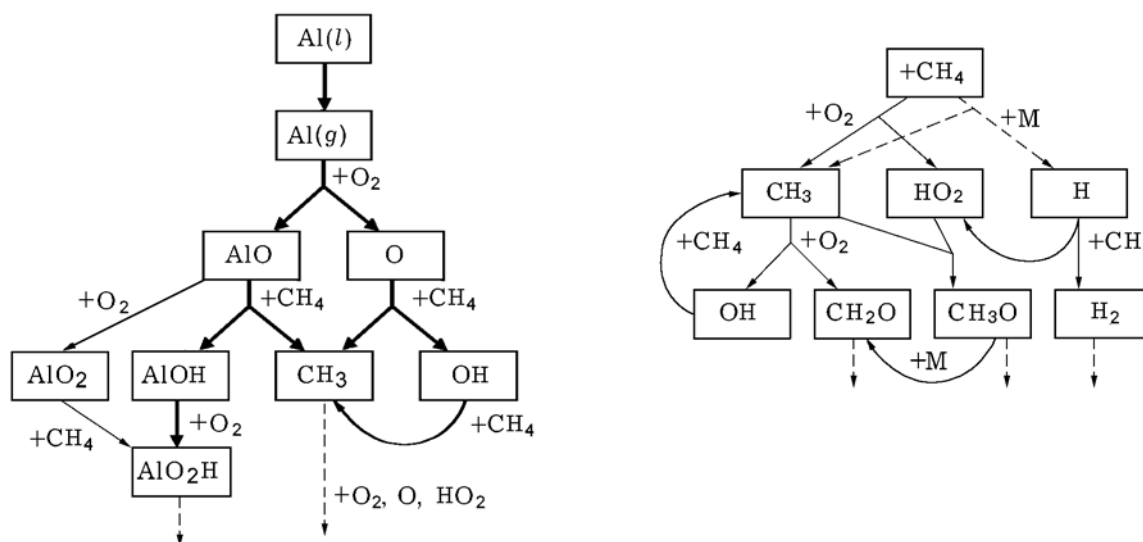 Al(l)
Al(g)
+O₂
AlO
O
+O₂
+CH₄
+CH₄
AlO₂
AlOH
CH₃
OH
+CH₄
+O₂
+CH₄
AlO₂H
+O₂, O, HO₂
+CH₄
+O₂
+M
CH₃
HO₂
H
+CH₄
+O₂
+CH
OH
CH₂O
CH₃O
H₂
+M